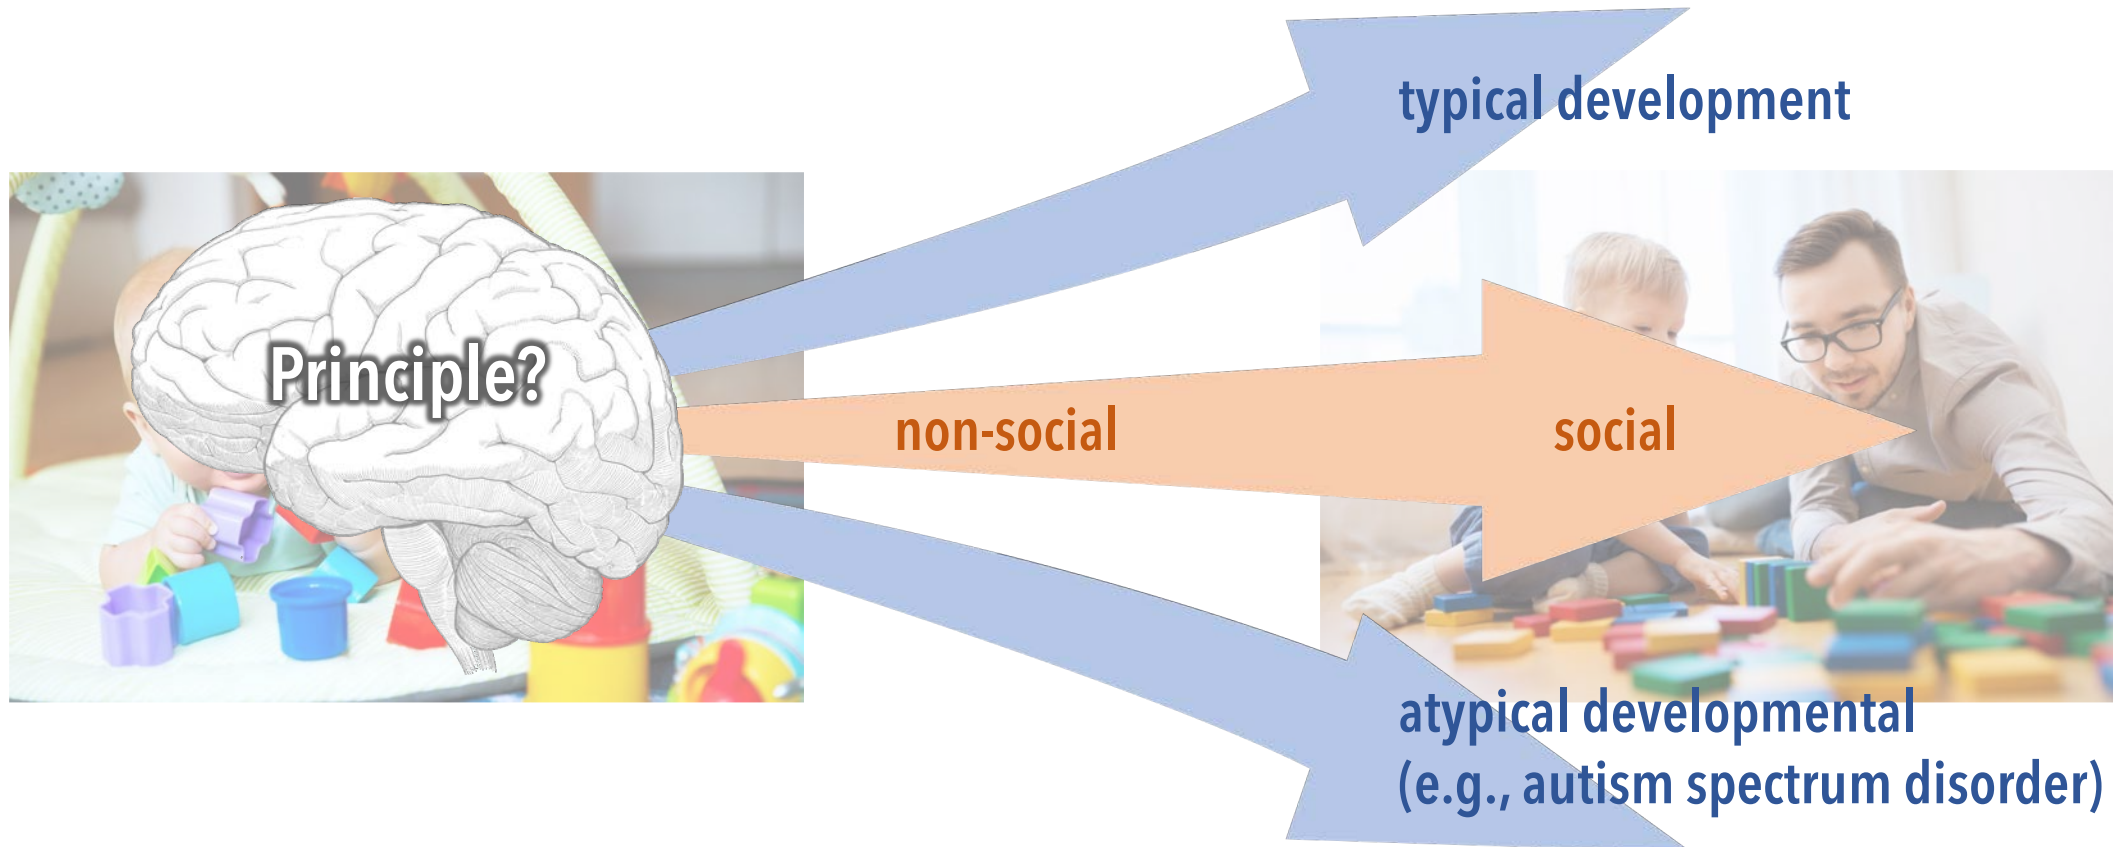 typical development
Principle?
non-social
social
atypical developmental
(e.g., autism spectrum disorder)